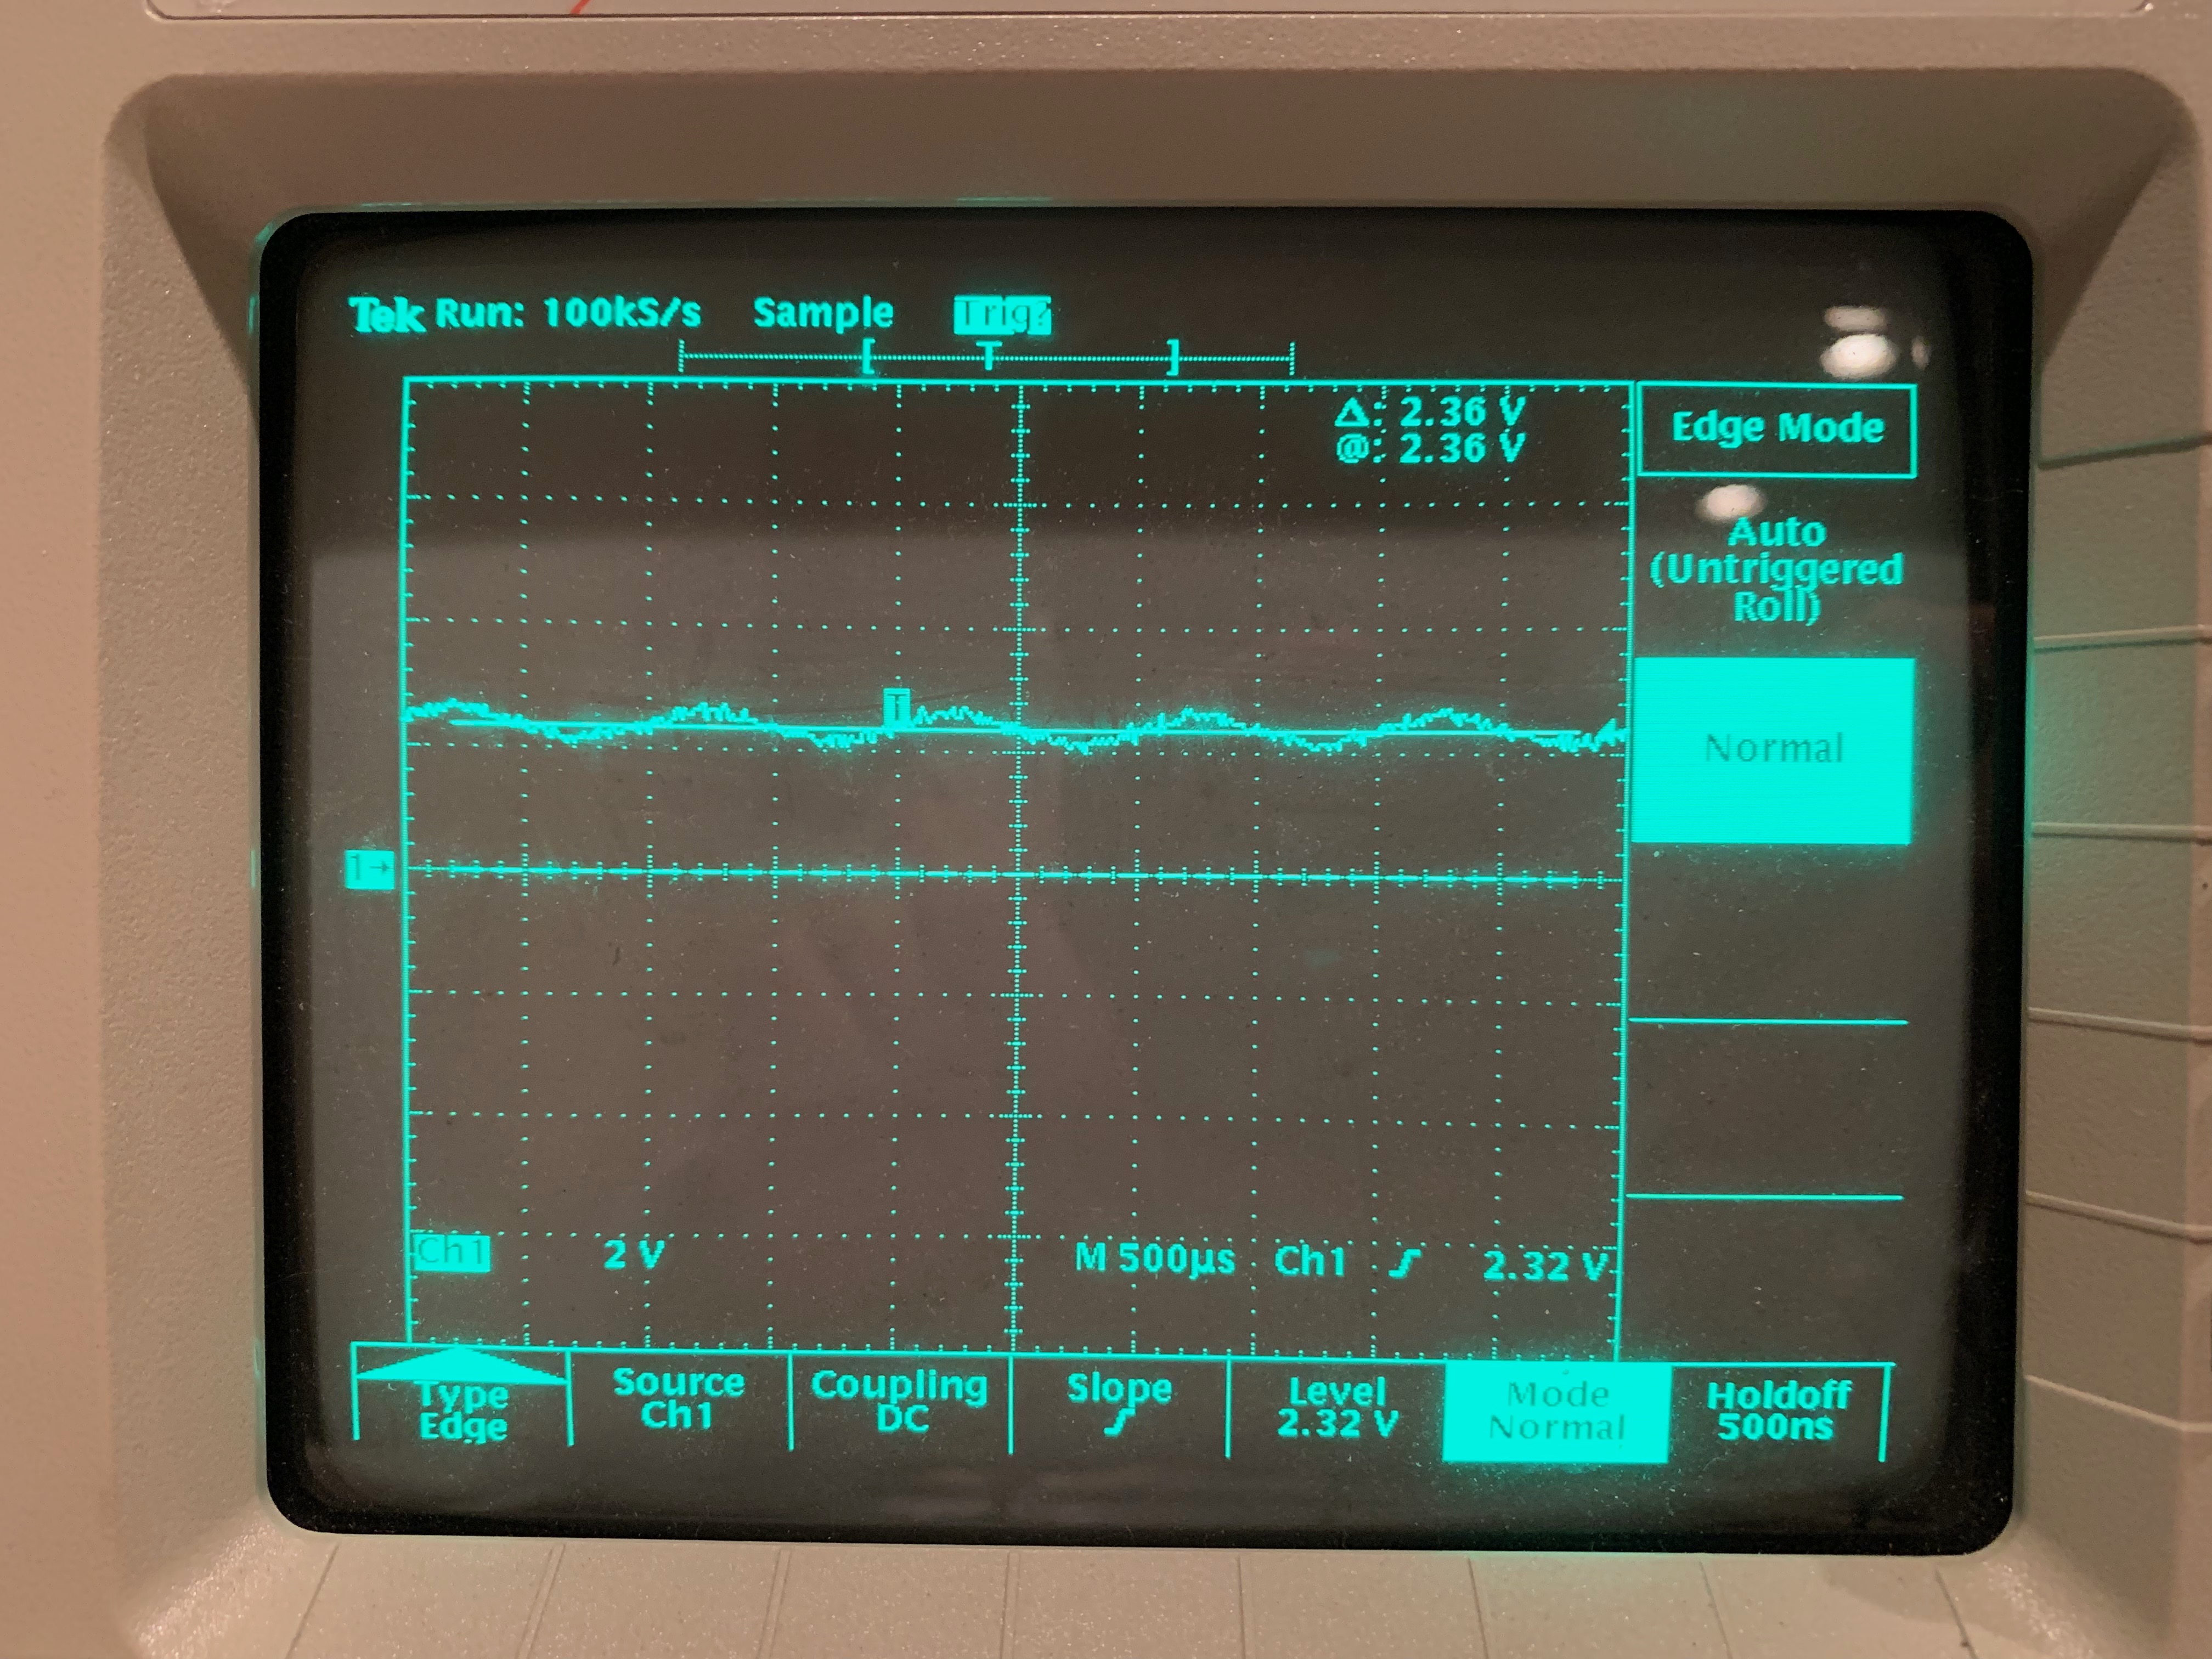 Tek Run: 100kS/s Sample Trig?
[ T ]
Δ: 2.36 V
@: 2.36 V
Edge Mode
Auto
(Untriggered
Roll)
T
Normal
1→
Ch1 2 V M 500µs Ch1 ƒ 2.32 V
Type
Edge
Source
Ch1
Coupling
DC
Slope
ƒ
Level
2.32 V
Mode
Normal
Holdoff
500ns